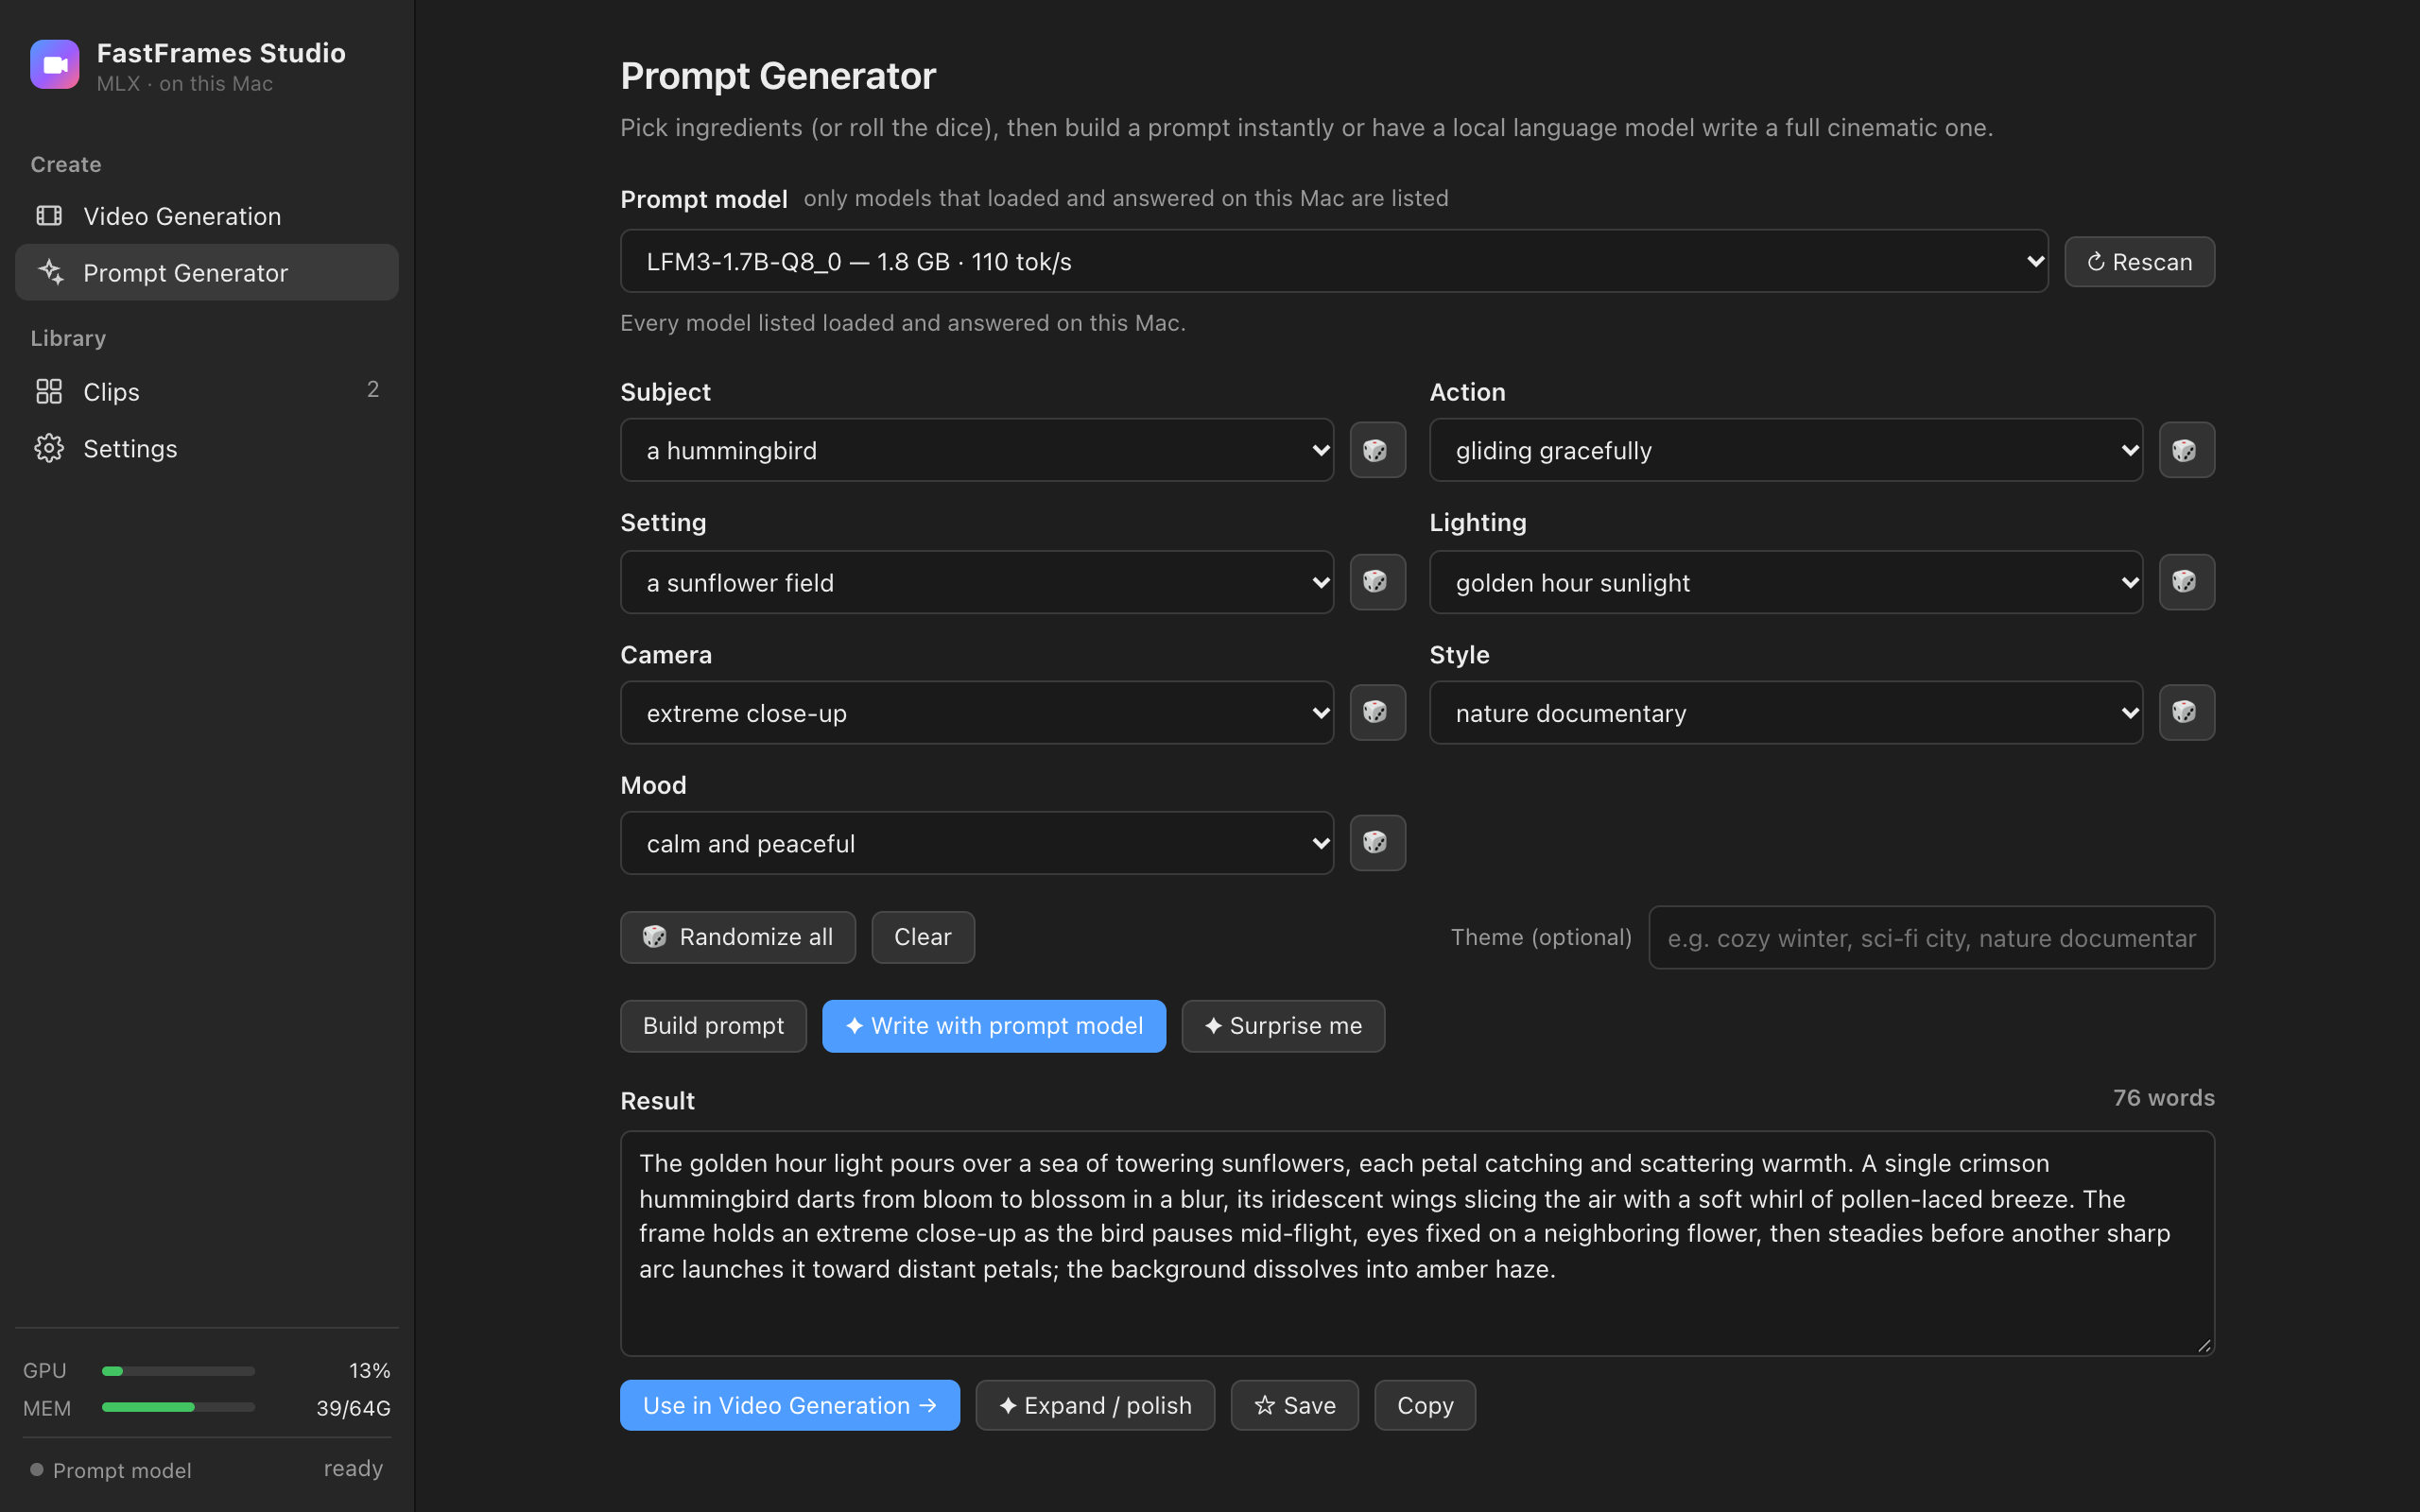 FastFrames Studio
MLX · on this Mac
Create
Video Generation
Prompt Generator
Library
Clips 2
Settings
GPU 13%
MEM 39/64G
Prompt model ready
Prompt Generator
Pick ingredients (or roll the dice), then build a prompt instantly or have a local language model write a full cinematic one.
Prompt model only models that loaded and answered on this Mac are listed
LFM3-1.7B-Q8_0 — 1.8 GB · 110 tok/s
↻ Rescan
Every model listed loaded and answered on this Mac.
Subject
a hummingbird
Action
gliding gracefully
Setting
a sunflower field
Lighting
golden hour sunlight
Camera
extreme close-up
Style
nature documentary
Mood
calm and peaceful
Randomize all
Clear
Theme (optional)
e.g. cozy winter, sci-fi city, nature documentar
Build prompt
✦ Write with prompt model
✦ Surprise me
Result
76 words
The golden hour light pours over a sea of towering sunflowers, each petal catching and scattering warmth. A single crimson
hummingbird darts from bloom to blossom in a blur, its iridescent wings slicing the air with a soft whirl of pollen-laced breeze. The
frame holds an extreme close-up as the bird pauses mid-flight, eyes fixed on a neighboring flower, then steadies before another sharp
arc launches it toward distant petals; the background dissolves into amber haze.
Use in Video Generation →
✦ Expand / polish
☆ Save
Copy